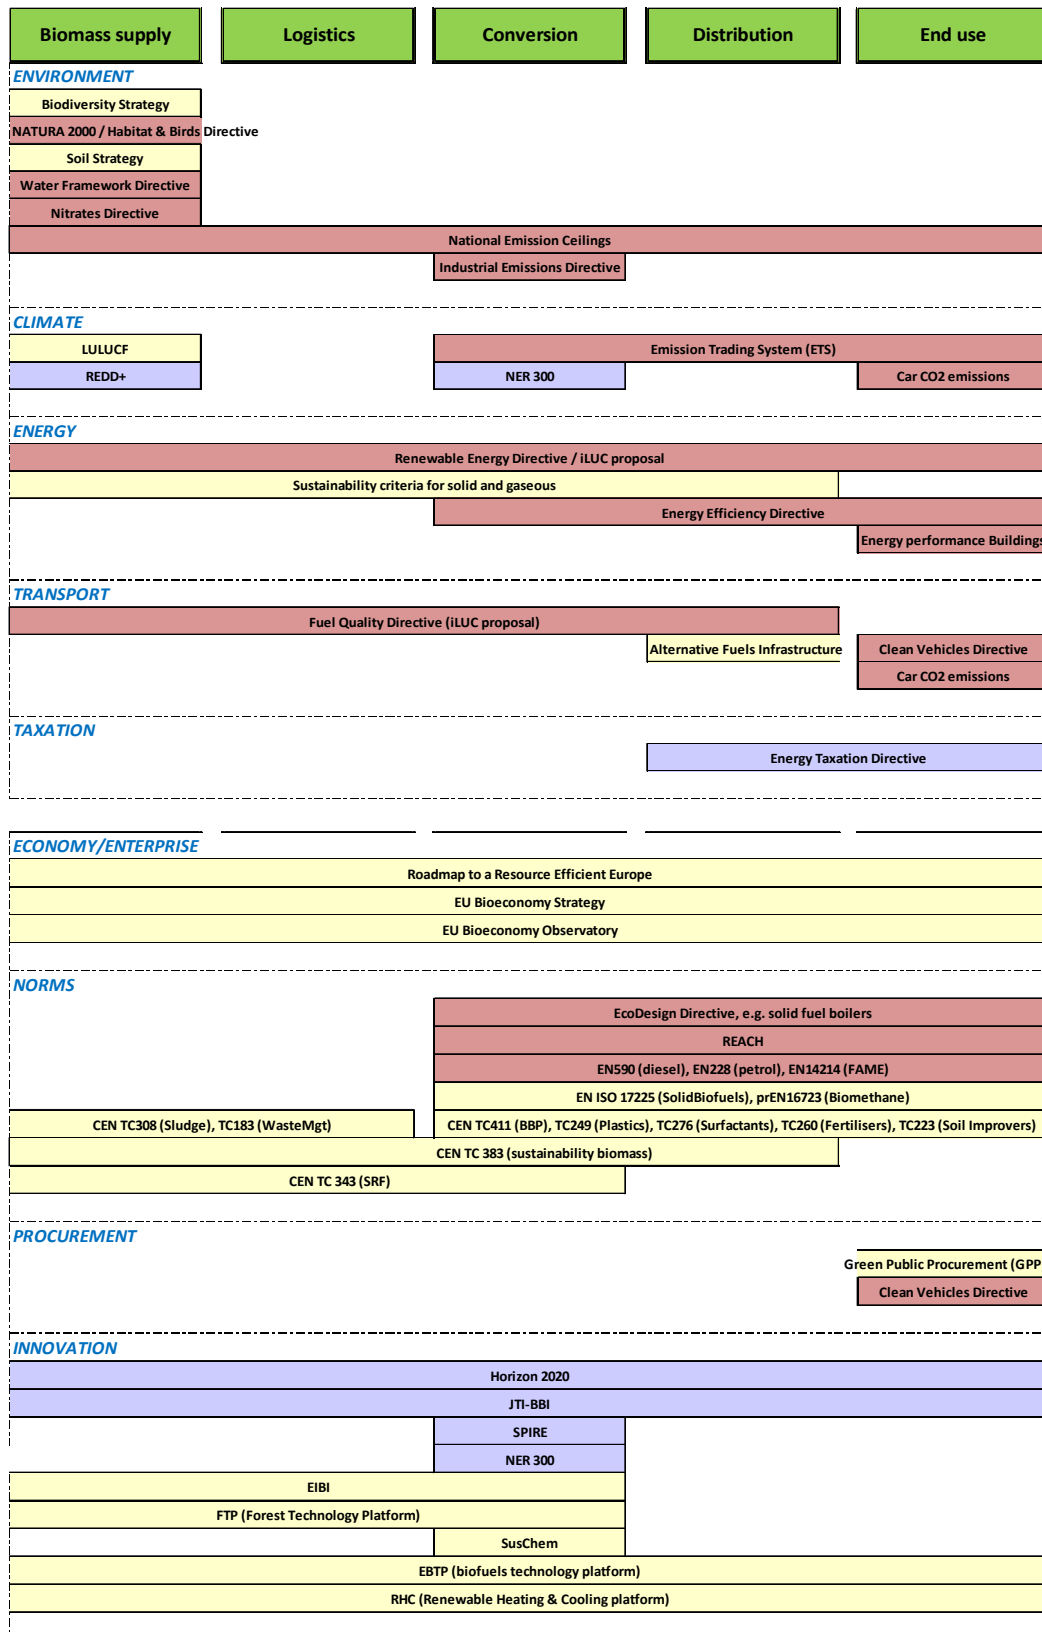 Biomass supply Logistics Conversion Distribution End use
ENVIRONMENT
Biodiversity Strategy
NATURA 2000 / Habitat & Birds Directive
Soil Strategy
Water Framework Directive
Nitrates Directive
National Emission Ceilings
Industrial Emissions Directive
CLIMATE
LULUCF Emission Trading System (ETS)
REDD+ NER 300 Car CO2 emissions
ENERGY
Renewable Energy Directive / iLUC proposal
Sustainability criteria for solid and gaseous
Energy Efficiency Directive
Energy performance Buildings
TRANSPORT
Fuel Quality Directive (iLUC proposal)
Alternative Fuels Infrastructure Clean Vehicles Directive
Car CO2 emissions
TAXATION
Energy Taxation Directive
ECONOMY/ENTERPRISE
Roadmap to a Resource Efficient Europe
EU Bioeconomy Strategy
EU Bioeconomy Observatory
NORMS
EcoDesign Directive, e.g. solid fuel boilers
REACH
EN590 (diesel), EN228 (petrol), EN14214 (FAME)
EN ISO 17225 (SolidBiofuels), prEN16723 (Biomethane)
CEN TC308 (Sludge), TC183 (WasteMgt) CEN TC411 (BBP), TC249 (Plastics), TC276 (Surfactants), TC260 (Fertilisers), TC223 (Soil Improvers)
CEN TC 383 (sustainability biomass)
CEN TC 343 (SRF)
PROCUREMENT
Green Public Procurement (GPP
Clean Vehicles Directive
INNOVATION
Horizon 2020
JTI-BBI
SPIRE
NER 300
EIBI
FTP (Forest Technology Platform)
SusChem
EBTP (biofuels technology platform)
RHC (Renewable Heating & Cooling platform)